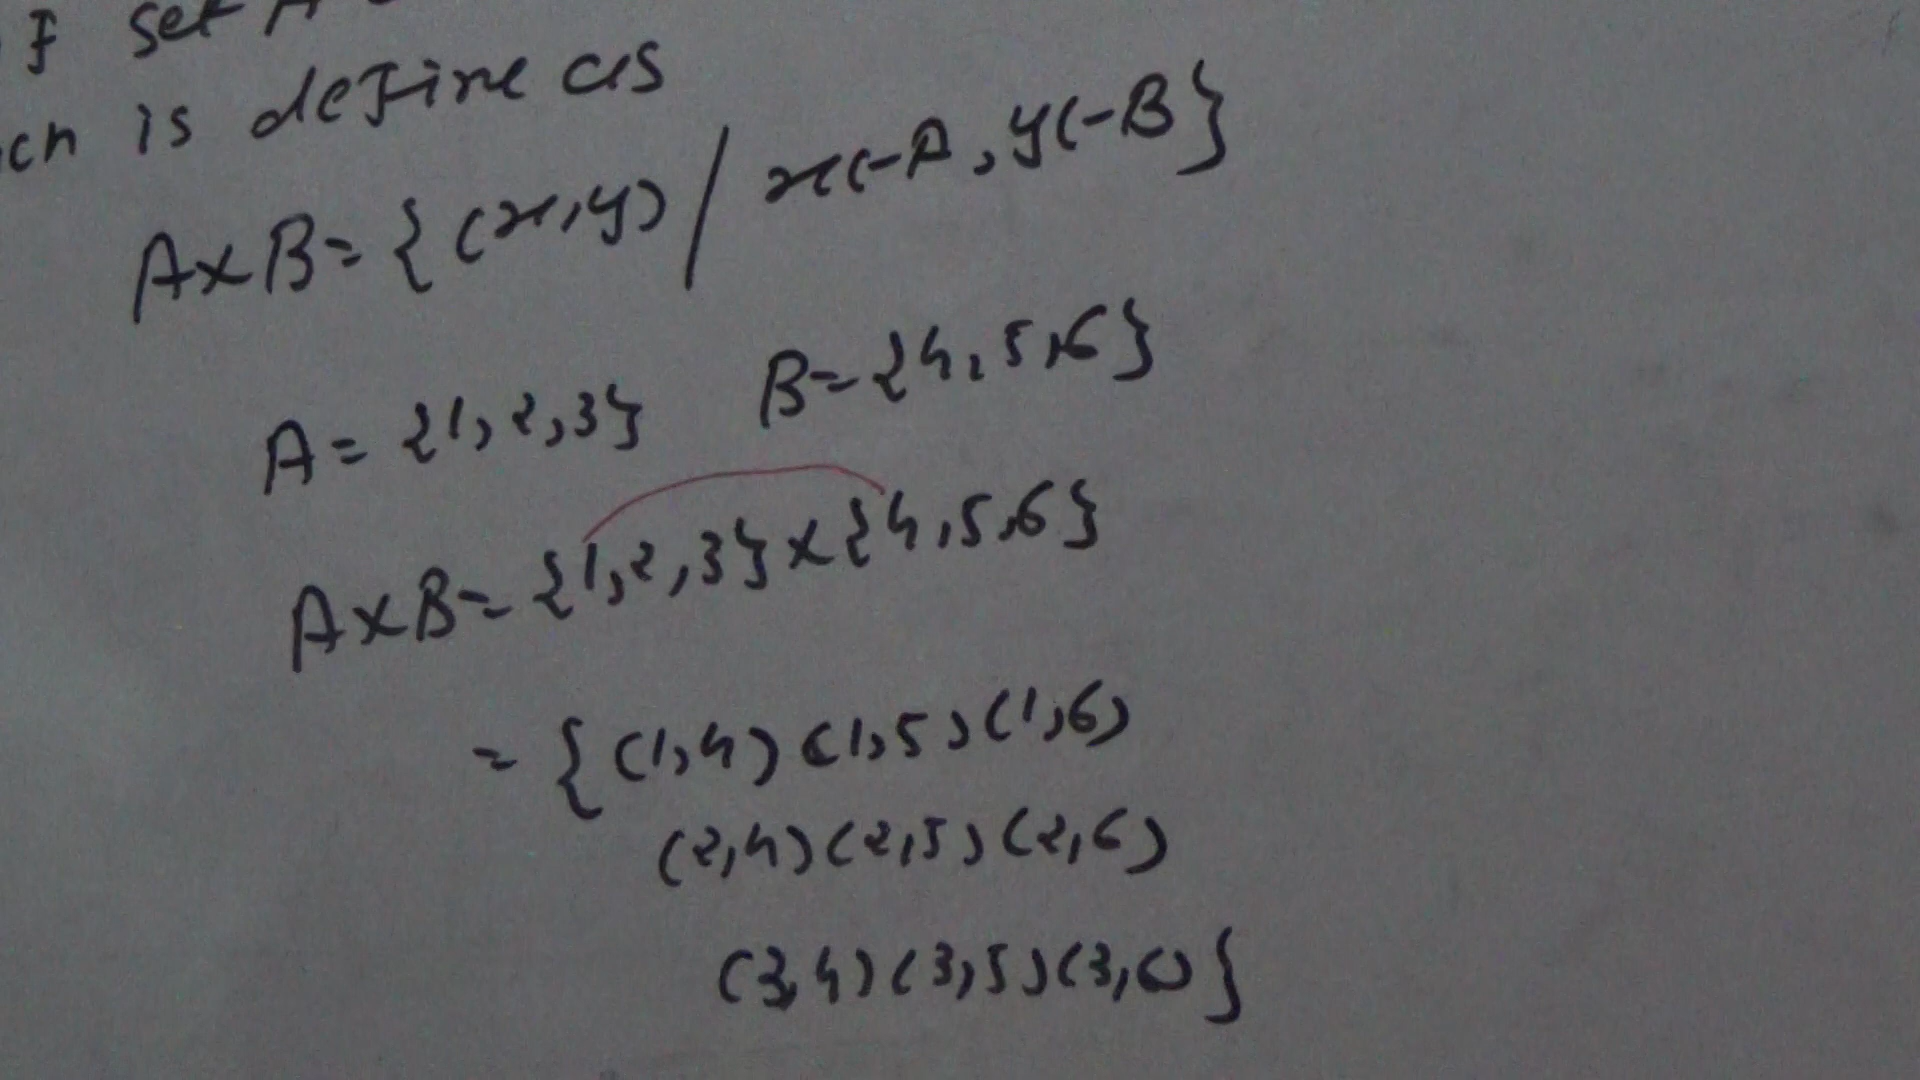 If set A
is define as
A×B={(x,y)/x∈A,y∈B}
A={1,2,3} B={4,5,6}
A×B={1,2,3}×{4,5,6}
={(1,4)(1,5)(1,6)
(2,4)(2,5)(2,6)
(3,4)(3,5)(3,6)}